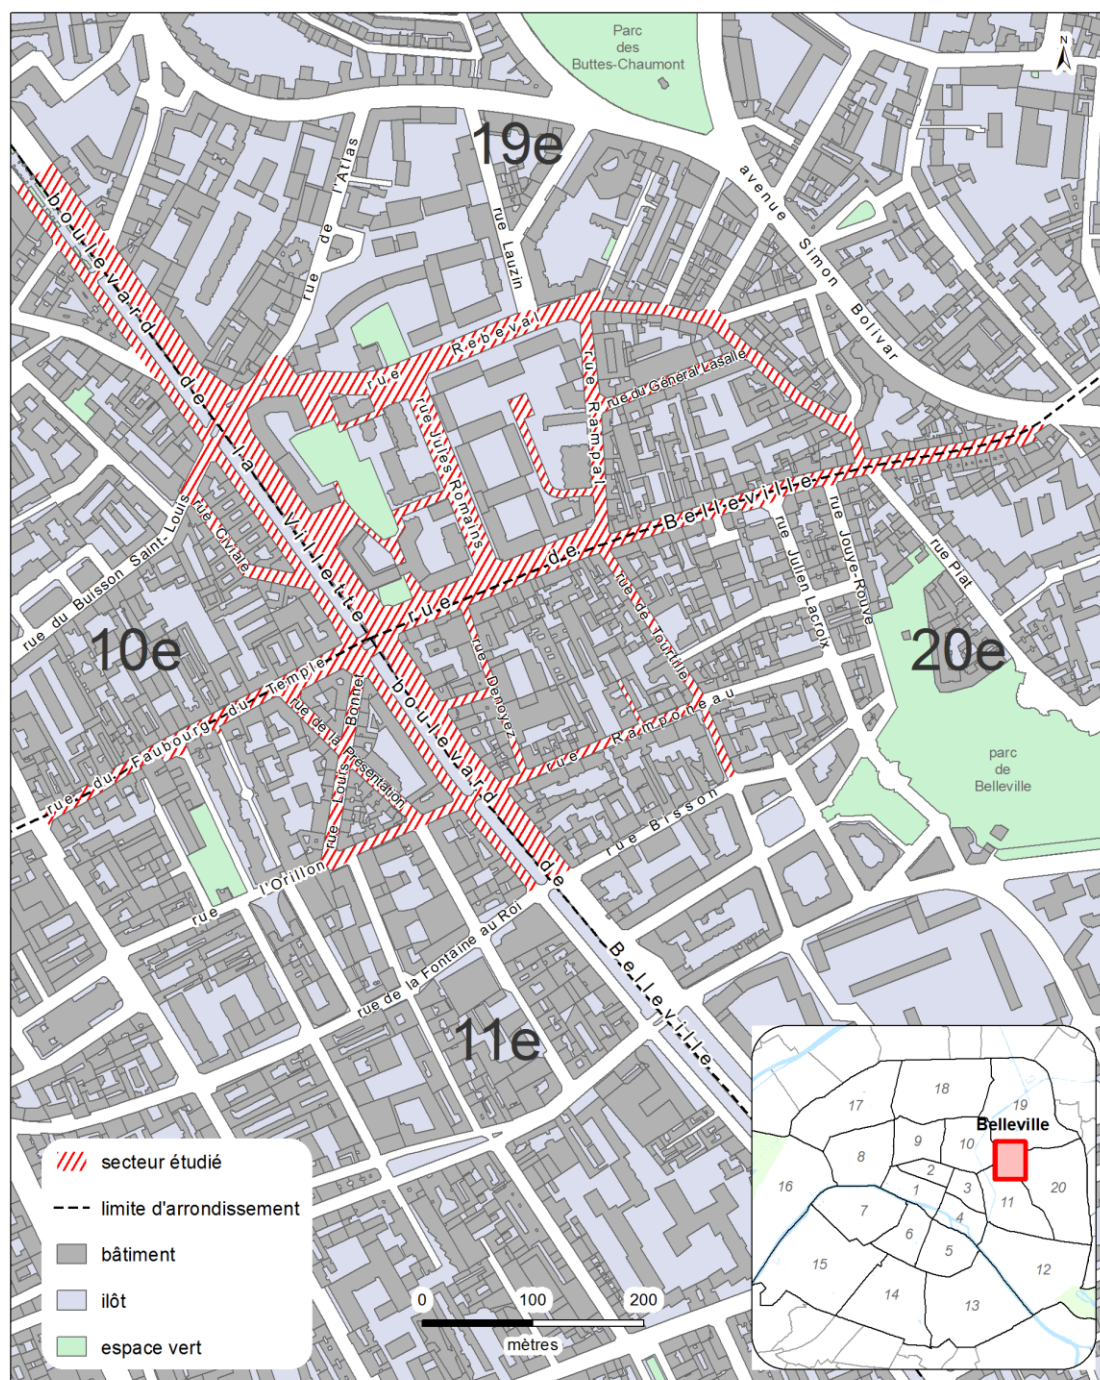 Parc
des
Buttes-Chaumont
N
19e
avenue Simon Bolivar
rue de l'Atlas
rue Lauzin
boulevard de la Villette
rue Rebeval
rue Rampal
rue du Général Lasalle
rue Jules Romains
rue de Belleville
rue Civiale
rue du Buisson Saint-Louis
rue Julien Lacroix
rue Jouye-Rouve
rue Piat
10e
20e
rue du Faubourg du Temple
rue Denoyez
rue de Tourtille
rue Ramponeau
rue Louis Bonnet
rue de la Présentation
boulevard de Belleville
parc
de
Belleville
rue Bisson
rue l'Orillon
rue de la Fontaine au Roi
11e
secteur étudié
limite d'arrondissement
bâtiment
ilôt
espace vert
0 100 200
mètres
Belleville
18
17
19
9
10
8
2
3
1
16
11
20
7
4
6
5
15
12
14
13